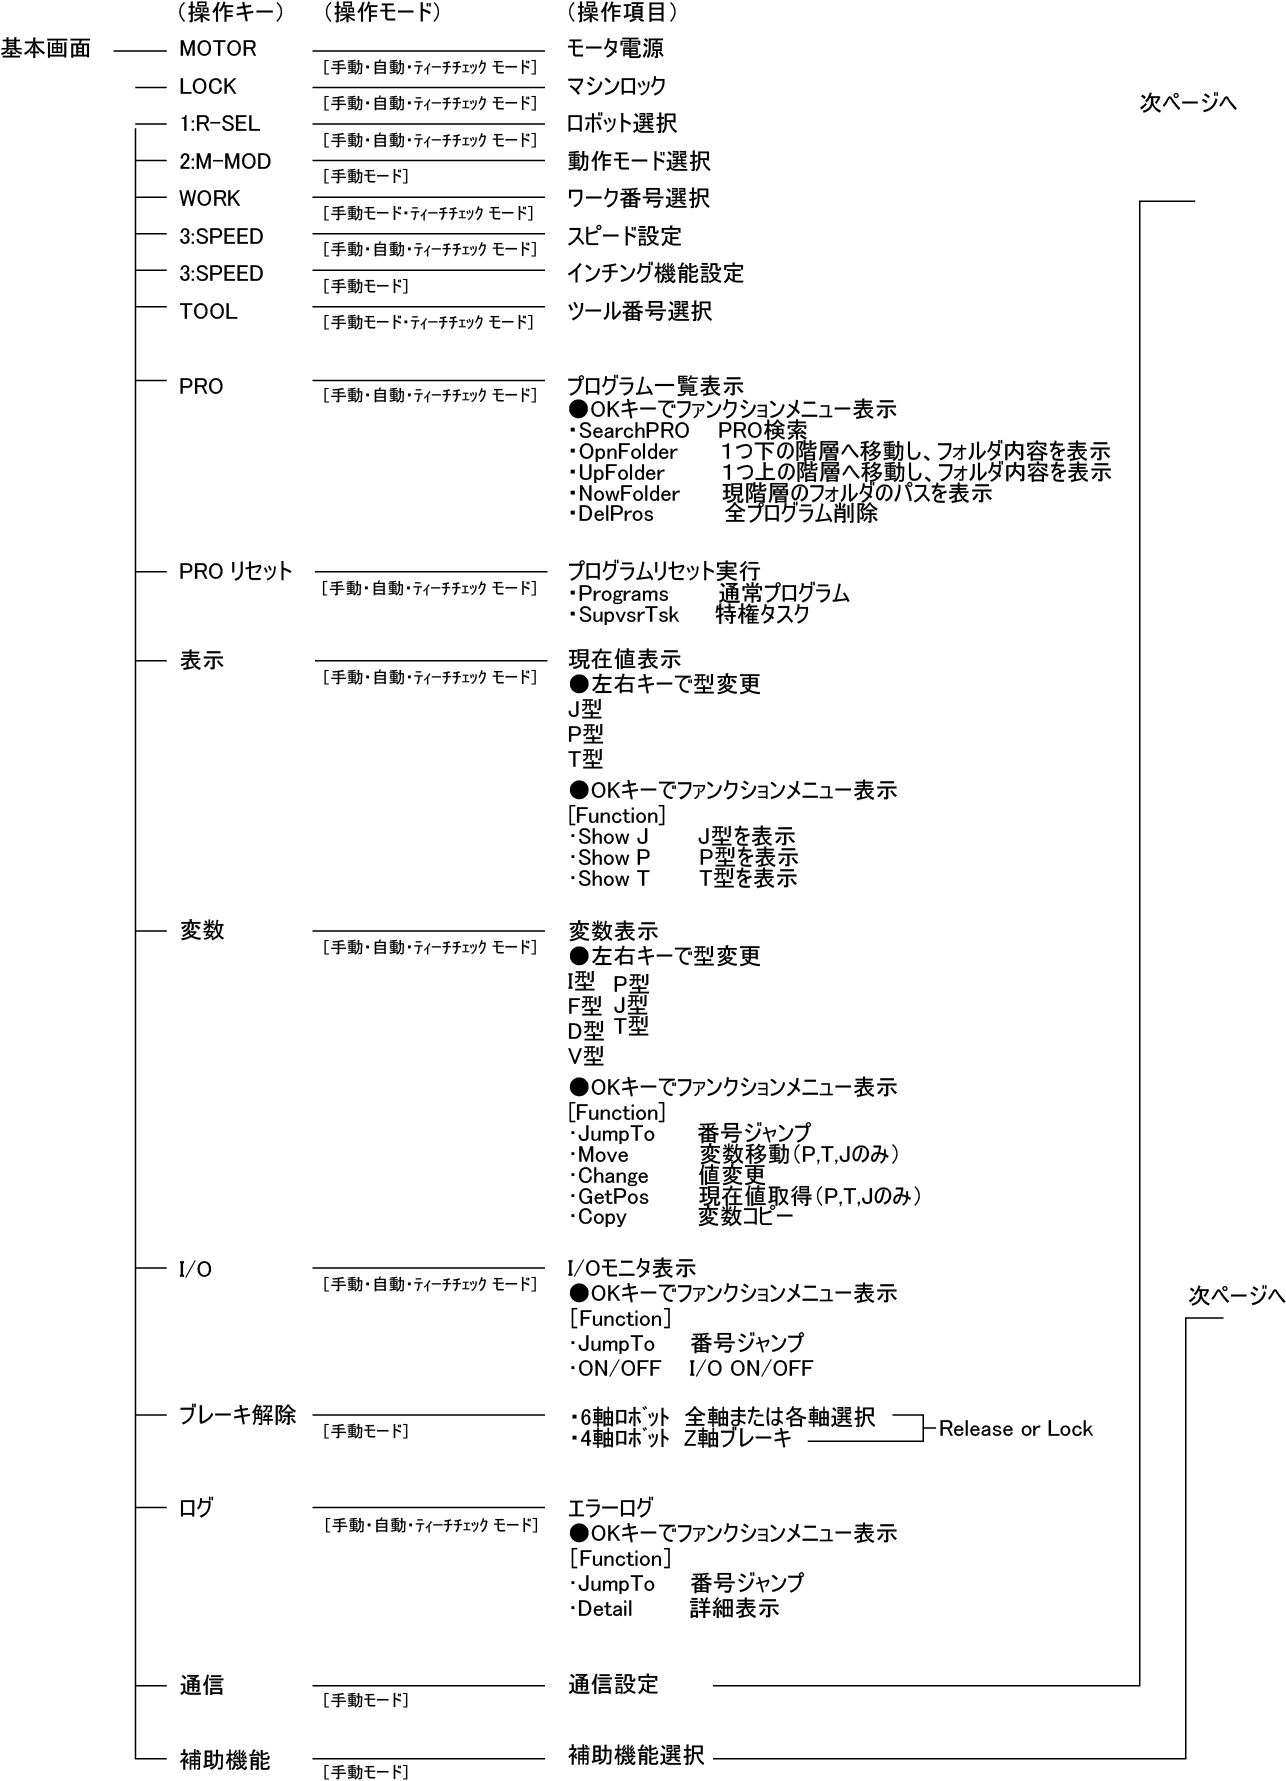 （操作キー） （操作モード） （操作項目）
基本画面 MOTOR [手動・自動・ティーチチェック モード] モータ電源
LOCK [手動・自動・ティーチチェック モード] マシンロック
次ページへ
1:R-SEL [手動・自動・ティーチチェック モード] ロボット選択
2:M-MOD [手動モード] 動作モード選択
WORK [手動モード・ティーチチェック モード] ワーク番号選択
3:SPEED [手動・自動・ティーチチェック モード] スピード設定
3:SPEED [手動モード] インチング機能設定
TOOL [手動モード・ティーチチェック モード] ツール番号選択
PRO [手動・自動・ティーチチェック モード] プログラム一覧表示
●OKキーでファンクションメニュー表示
・SearchPRO PRO検索
・OpnFolder 1つ下の階層へ移動し、フォルダ内容を表示
・UpFolder 1つ上の階層へ移動し、フォルダ内容を表示
・NowFolder 現階層のフォルダのパスを表示
・DelPros 全プログラム削除
PRO リセット [手動・自動・ティーチチェック モード] プログラムリセット実行
・Programs 通常プログラム
・SupvsrTsk 特権タスク
表示 [手動・自動・ティーチチェック モード] 現在値表示
●左右キーで型変更
J型
P型
T型
●OKキーでファンクションメニュー表示
[Function]
・Show J J型を表示
・Show P P型を表示
・Show T T型を表示
変数 [手動・自動・ティーチチェック モード] 変数表示
●左右キーで型変更
I型 P型
F型 J型
D型 T型
V型
●OKキーでファンクションメニュー表示
[Function]
・JumpTo 番号ジャンプ
・Move 変数移動（P,T,Jのみ）
・Change 値変更
・GetPos 現在値取得（P,T,Jのみ）
・Copy 変数コピー
I/O [手動・自動・ティーチチェック モード] I/Oモニタ表示
●OKキーでファンクションメニュー表示
次ページへ
[Function]
・JumpTo 番号ジャンプ
・ON/OFF I/O ON/OFF
ブレーキ解除 [手動モード] ・6軸ロボット 全軸または各軸選択
・4軸ロボット Z軸ブレーキ
Release or Lock
ログ [手動・自動・ティーチチェック モード] エラーログ
●OKキーでファンクションメニュー表示
[Function]
・JumpTo 番号ジャンプ
・Detail 詳細表示
通信 [手動モード] 通信設定
補助機能 [手動モード] 補助機能選択